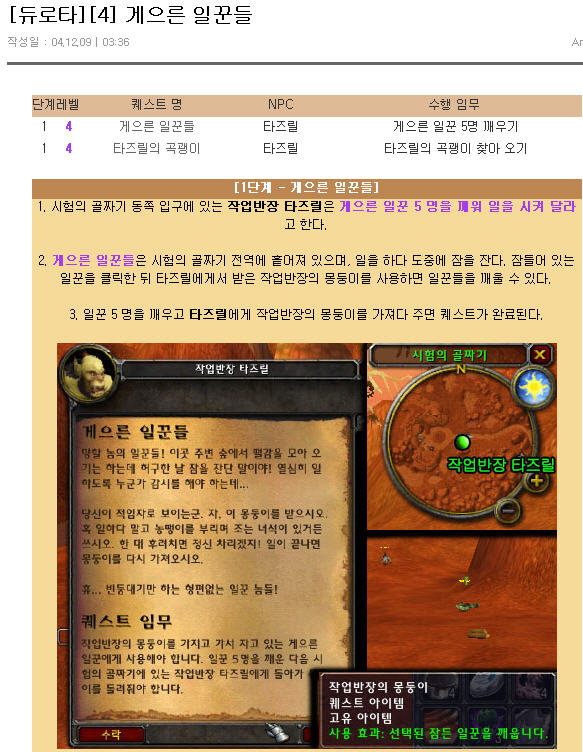 [듀로타][4] 게으른 일꾼들
작성일 : 04,12,09 | 03:36
Ar
단계레벨 퀘스트 명 NPC 수행 임무
1 4 게으른 일꾼들 타즈릴 게으른 일꾼 5명 깨우기
1 4 타즈릴의 곡괭이 타즈릴 타즈릴의 곡괭이 찾아 오기
[1단계 - 게으른 일꾼들]
1. 시험의 골짜기 동쪽 입구에 있는 작업반장 타즈릴은 게으른 일꾼 5 명을 깨워 일을 시켜 달라
고 한다.
2. 게으른 일꾼들은 시험의 골짜기 전역에 흩어져 있으며, 일을 하다 도중에 잠을 잔다. 잠들어 있는
일꾼을 클릭한 뒤 타즈릴에게서 받은 작업반장의 몽둥이를 사용하면 일꾼들을 깨울 수 있다.
3. 일꾼 5 명을 깨우고 타즈릴에게 작업반장의 몽둥이를 가져다 주면 퀘스트가 완료된다.
작업반장 타즈릴
게으른 일꾼들
망할 놈의 일꾼들! 이곳 주변 숲에서 땔감을 모아 오
기는 하는데 허구한 날 잠을 잔단 말이야! 열심히 일
하도록 누군가 감시를 해야 하는데...
당신이 적임자로 보이는군. 자, 이 몽둥이를 받으시오.
혹 일하다 말고 농땡이를 부리며 조는 녀석이 있거든
쓰시오. 한 대 후려치면 정신 차리겠지! 일이 끝나면
몽둥이를 다시 가져오시오.
휴... 빈둥대기만 하는 형편없는 일꾼 놈들!
퀘스트 임무
작업반장의 몽둥이를 가지고 가서 자고 있는 게으른
일꾼에게 사용해야 합니다. 일꾼 5명을 깨운 다음 시
험의 골짜기에 있는 작업반장 타즈릴에게 돌아가
이를 돌려줘야 합니다.
수락
시험의 골짜기
N
작업반장 타즈릴
작업반장의 몽둥이
퀘스트 아이템
고유 아이템
사용 효과: 선택된 잠든 일꾼을 깨웁니다.
4
4